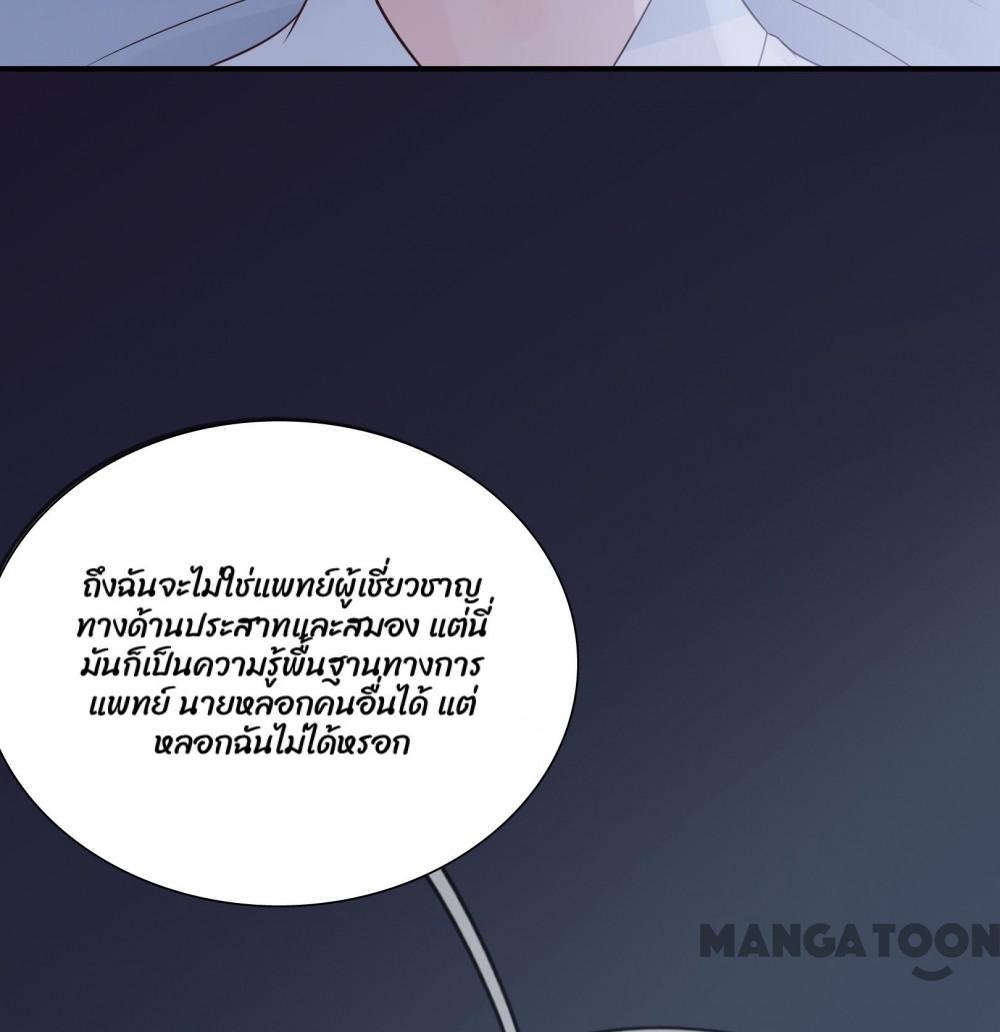 ถึงฉันจะไม่ใช่แพทย์ผู้เชี่ยวชาญ
ทางด้านประสาทและสมอง แต่นี่
มันก็เป็นความรู้พื้นฐานทางการ
แพทย์ นายหลอกคนอื่นได้ แต่
หลอกฉันไม่ได้หรอก
MANGA TOON